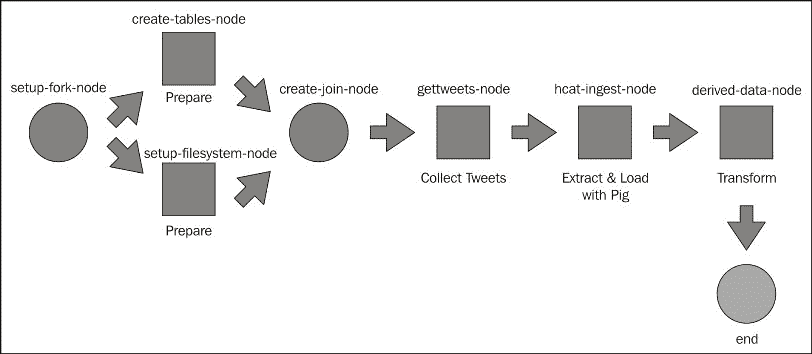 create-tables-node
Prepare
setup-fork-node
setup-filesystem-node
Prepare
create-join-node
gettweets-node
Collect Tweets
hcat-ingest-node
Extract & Load
with Pig
derived-data-node
Transform
end